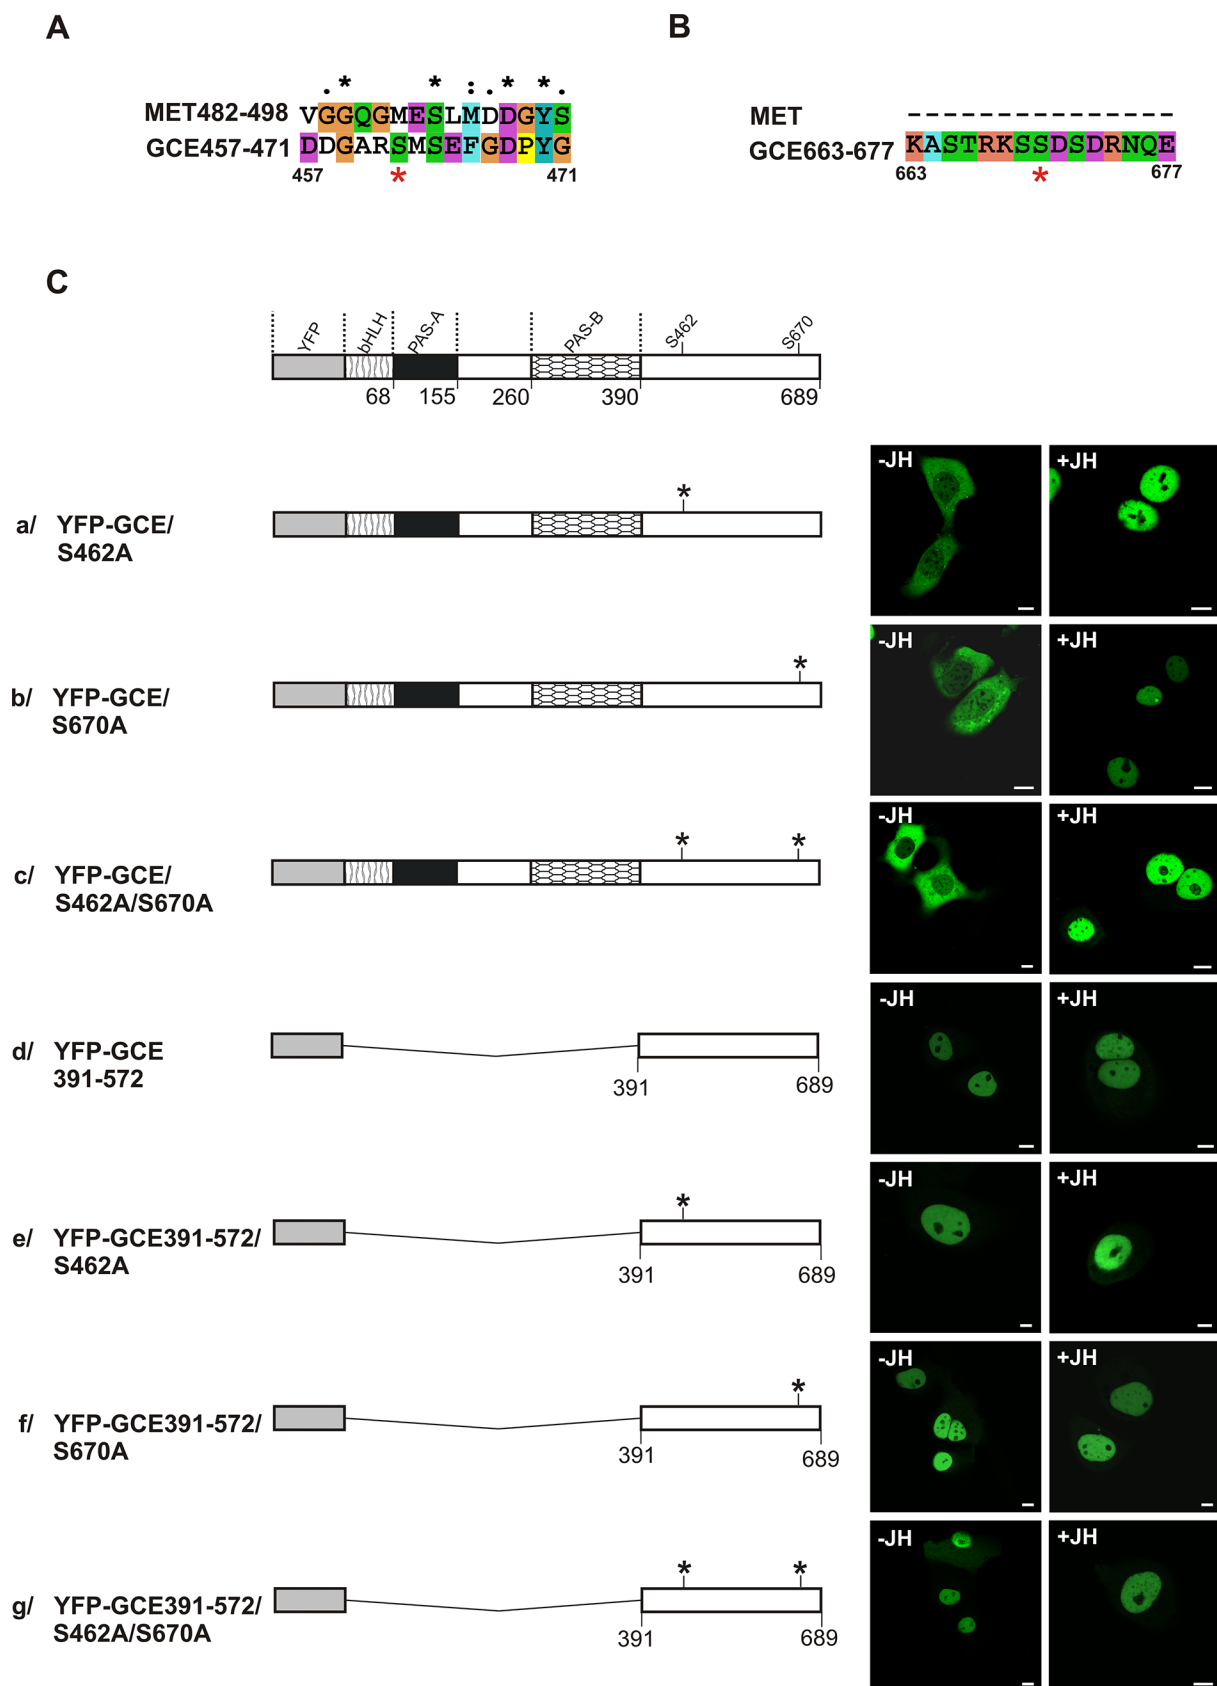 A
B
. * * : . * * .
MET482-498 VGGQGMESLMDDGYS
GCE457-471 DDGARSMSEFGDPYG
457 * 471
MET ---------------
GCE663-677 KASTRKSSDSDRNQE
663 * 677
C
YFP bHLH PAS-A PAS-B S462 S670
68 155 260 390 689
a/ YFP-GCE/
S462A
*
-JH +JH
b/ YFP-GCE/
S670A
*
-JH +JH
c/ YFP-GCE/
S462A/S670A
* *
-JH +JH
d/ YFP-GCE
391-572
391 689
-JH +JH
e/ YFP-GCE391-572/
S462A
*
391 689
-JH +JH
f/ YFP-GCE391-572/
S670A
*
391 689
-JH +JH
g/ YFP-GCE391-572/
S462A/S670A
* *
391 689
-JH +JH